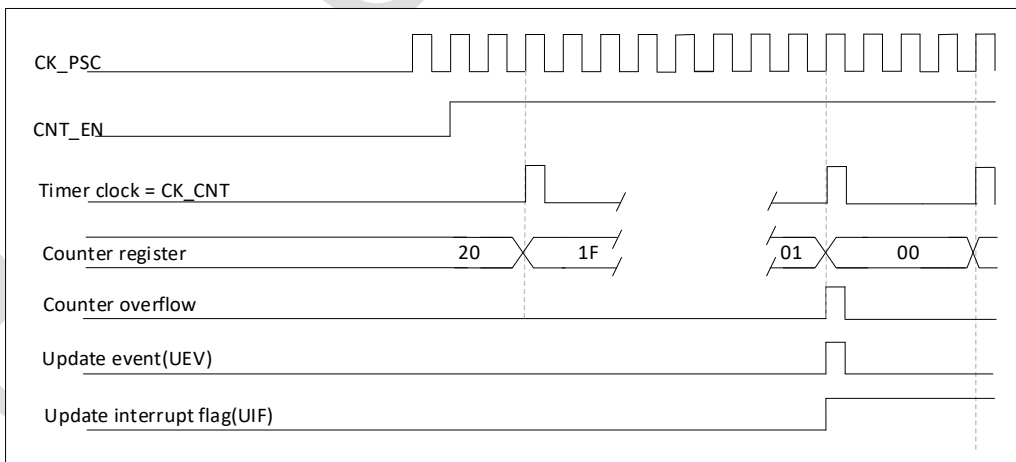 CK_PSC
CNT_EN
Timer clock = CK_CNT
Counter register 20 1F 01 00
Counter overflow
Update event(UEV)
Update interrupt flag(UIF)